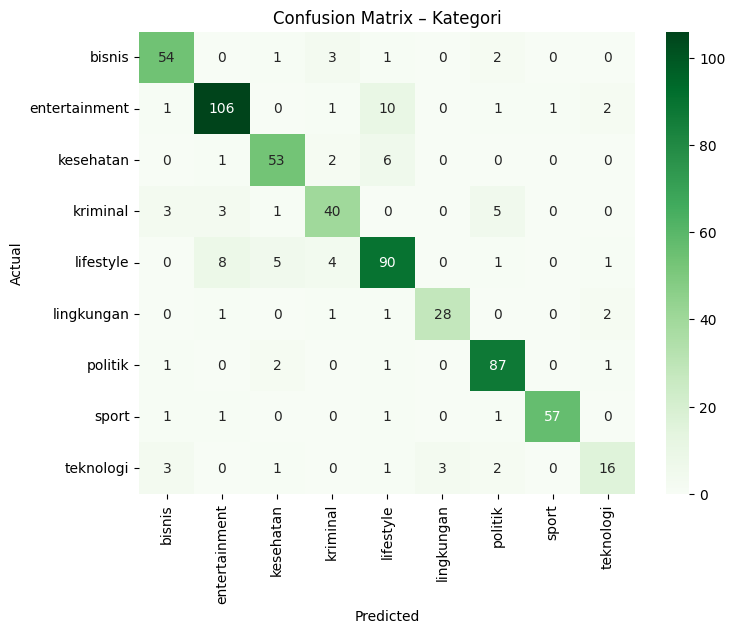 Confusion Matrix – Kategori
Actual
bisnis 54 0 1 3 1 0 2 0 0
entertainment 1 106 0 1 10 0 1 1 2
kesehatan 0 1 53 2 6 0 0 0 0
kriminal 3 3 1 40 0 0 5 0 0
lifestyle 0 8 5 4 90 0 1 0 1
lingkungan 0 1 0 1 1 28 0 0 2
politik 1 0 2 0 1 0 87 0 1
sport 1 1 0 0 1 0 1 57 0
teknologi 3 0 1 0 1 3 2 0 16
bisnis entertainment kesehatan kriminal lifestyle lingkungan politik sport teknologi
Predicted
100
80
60
40
20
0